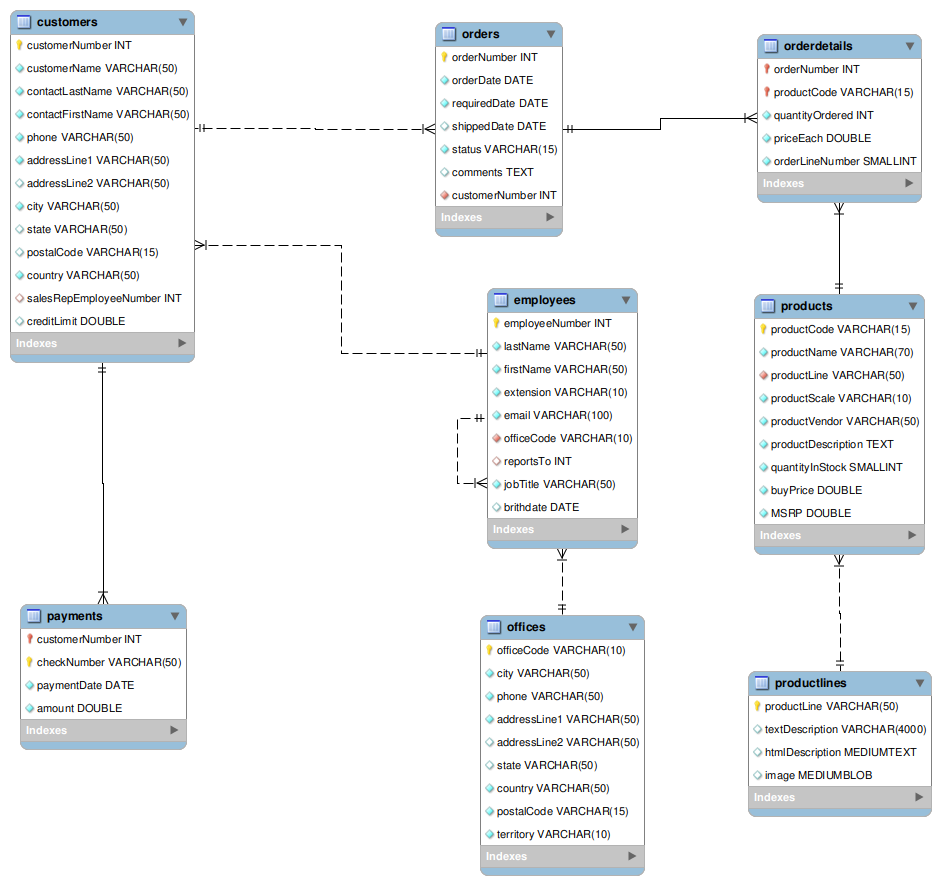 customers
customerNumber INT
customerName VARCHAR(50)
contactLastName VARCHAR(50)
contactFirstName VARCHAR(50)
phone VARCHAR(50)
addressLine1 VARCHAR(50)
addressLine2 VARCHAR(50)
city VARCHAR(50)
state VARCHAR(50)
postalCode VARCHAR(15)
country VARCHAR(50)
salesRepEmployeeNumber INT
creditLimit DOUBLE
Indexes
orders
orderNumber INT
orderDate DATE
requiredDate DATE
shippedDate DATE
status VARCHAR(15)
comments TEXT
customerNumber INT
Indexes
orderdetails
orderNumber INT
productCode VARCHAR(15)
quantityOrdered INT
priceEach DOUBLE
orderLineNumber SMALLINT
Indexes
employees
employeeNumber INT
lastName VARCHAR(50)
firstName VARCHAR(50)
extension VARCHAR(10)
email VARCHAR(100)
officeCode VARCHAR(10)
reportsTo INT
jobTitle VARCHAR(50)
brithdate DATE
Indexes
products
productCode VARCHAR(15)
productName VARCHAR(70)
productLine VARCHAR(50)
productScale VARCHAR(10)
productVendor VARCHAR(50)
productDescription TEXT
quantityInStock SMALLINT
buyPrice DOUBLE
MSRP DOUBLE
Indexes
payments
customerNumber INT
checkNumber VARCHAR(50)
paymentDate DATE
amount DOUBLE
Indexes
offices
officeCode VARCHAR(10)
city VARCHAR(50)
phone VARCHAR(50)
addressLine1 VARCHAR(50)
addressLine2 VARCHAR(50)
state VARCHAR(50)
country VARCHAR(50)
postalCode VARCHAR(15)
territory VARCHAR(10)
Indexes
productlines
productLine VARCHAR(50)
textDescription VARCHAR(4000)
htmlDescription MEDIUMTEXT
image MEDIUMBLOB
Indexes